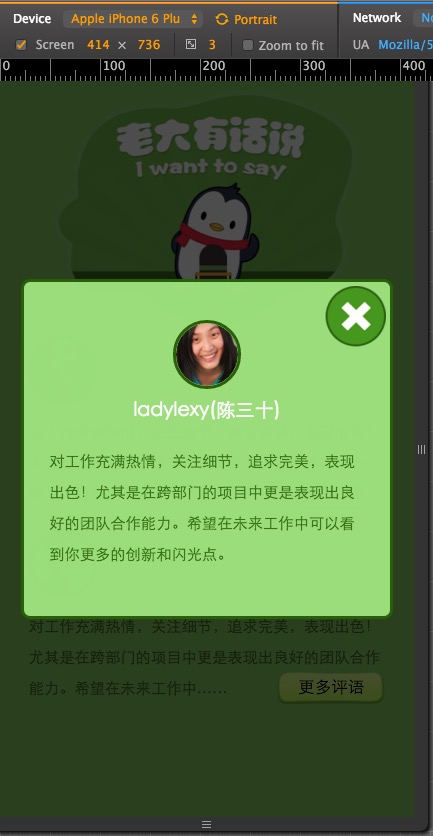 Device Apple iPhone 6 Plu Portrait Network No
Screen 414 × 736 3 Zoom to fit UA Mozilla/5
0 100 200 300 400
老大有话说
I want to say
ladylexy(陈三十)
对工作充满热情，关注细节，追求完美，表现
出色！尤其是在跨部门的项目中更是表现出良
好的团队合作能力。希望在未来工作中可以看
到你更多的创新和闪光点。
对工作充满热情，关注细节，追求完美，表现出色！
尤其是在跨部门的项目中更是表现出良好的团队合作
能力。希望在未来工作中…… 更多评语